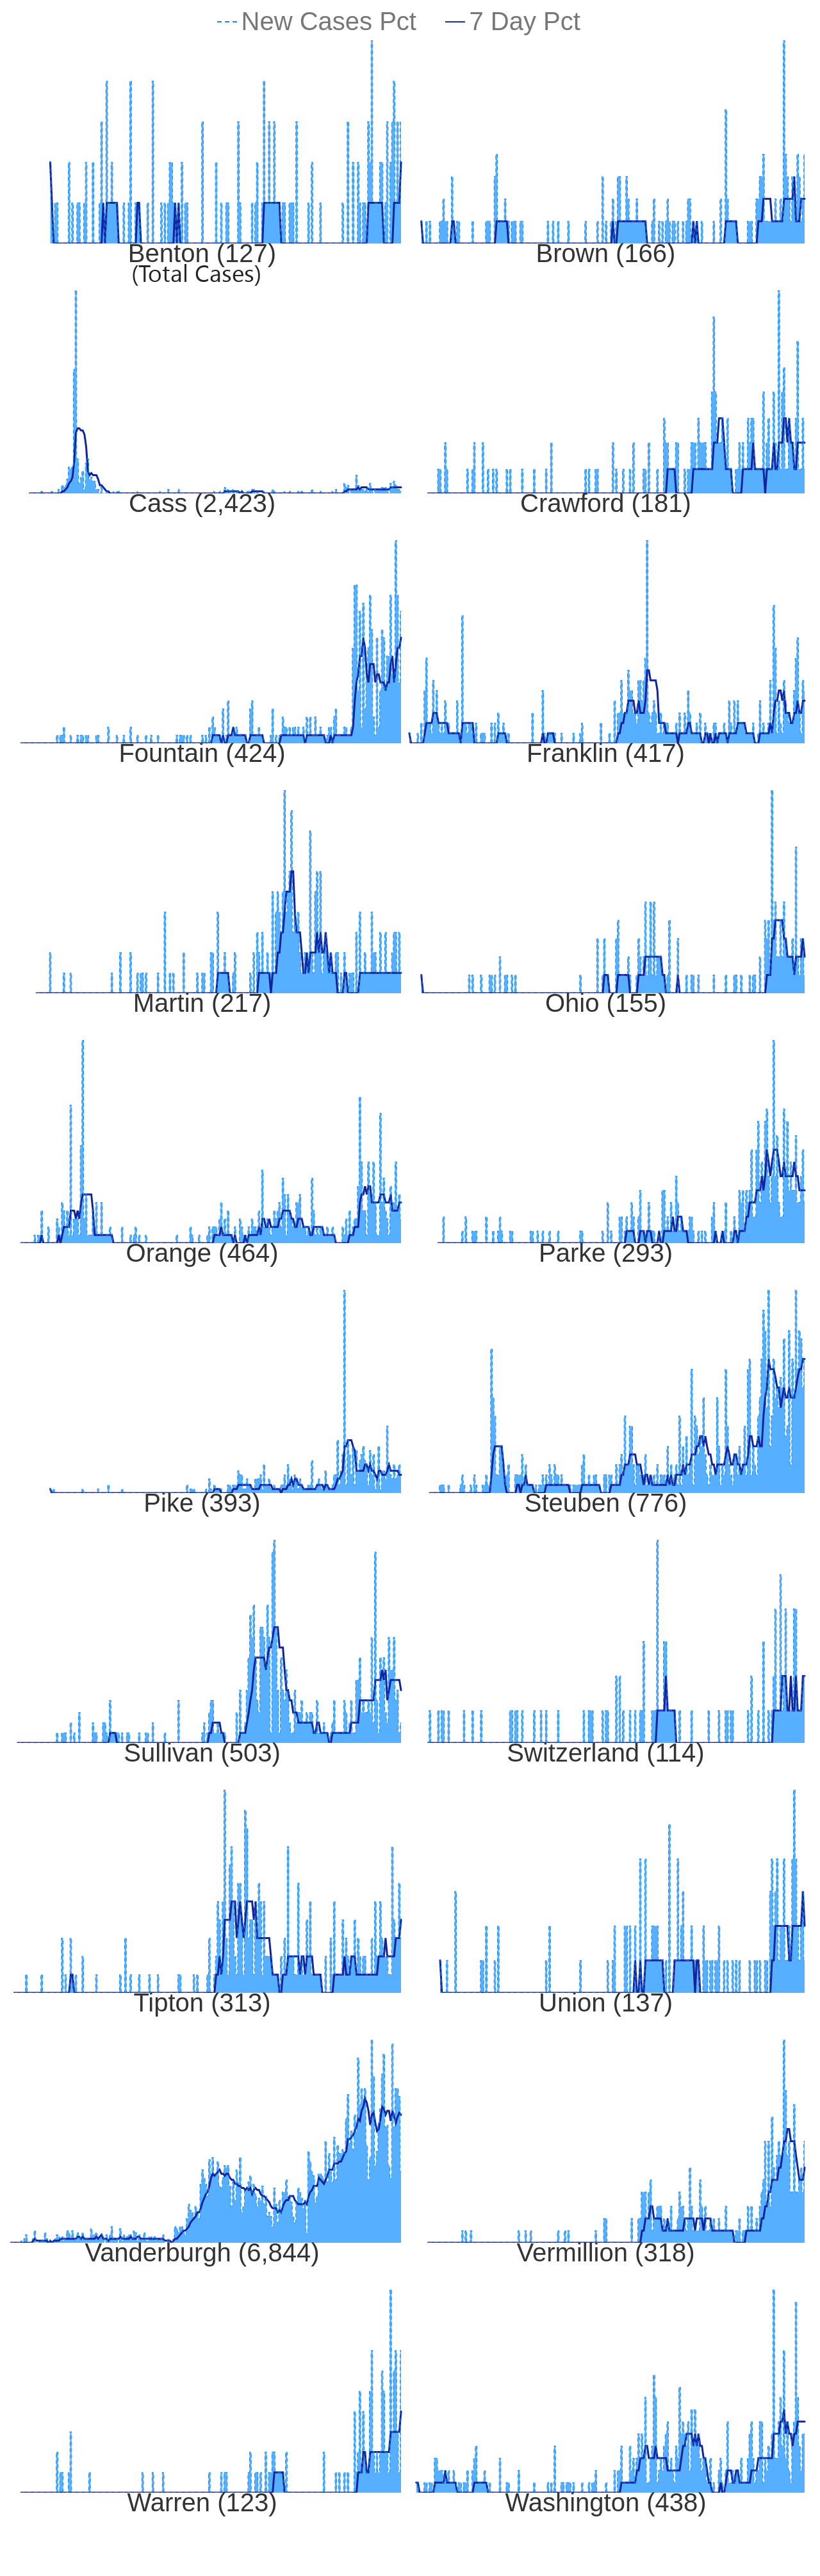 New Cases Pct 7 Day Pct
Benton (127) Brown (166)
(Total Cases)
Cass (2,423) Crawford (181)
Fountain (424) Franklin (417)
Martin (217) Ohio (155)
Orange (464) Parke (293)
Pike (393) Steuben (776)
Sullivan (503) Switzerland (114)
Tipton (313) Union (137)
Vanderburgh (6,844) Vermillion (318)
Warren (123) Washington (438)